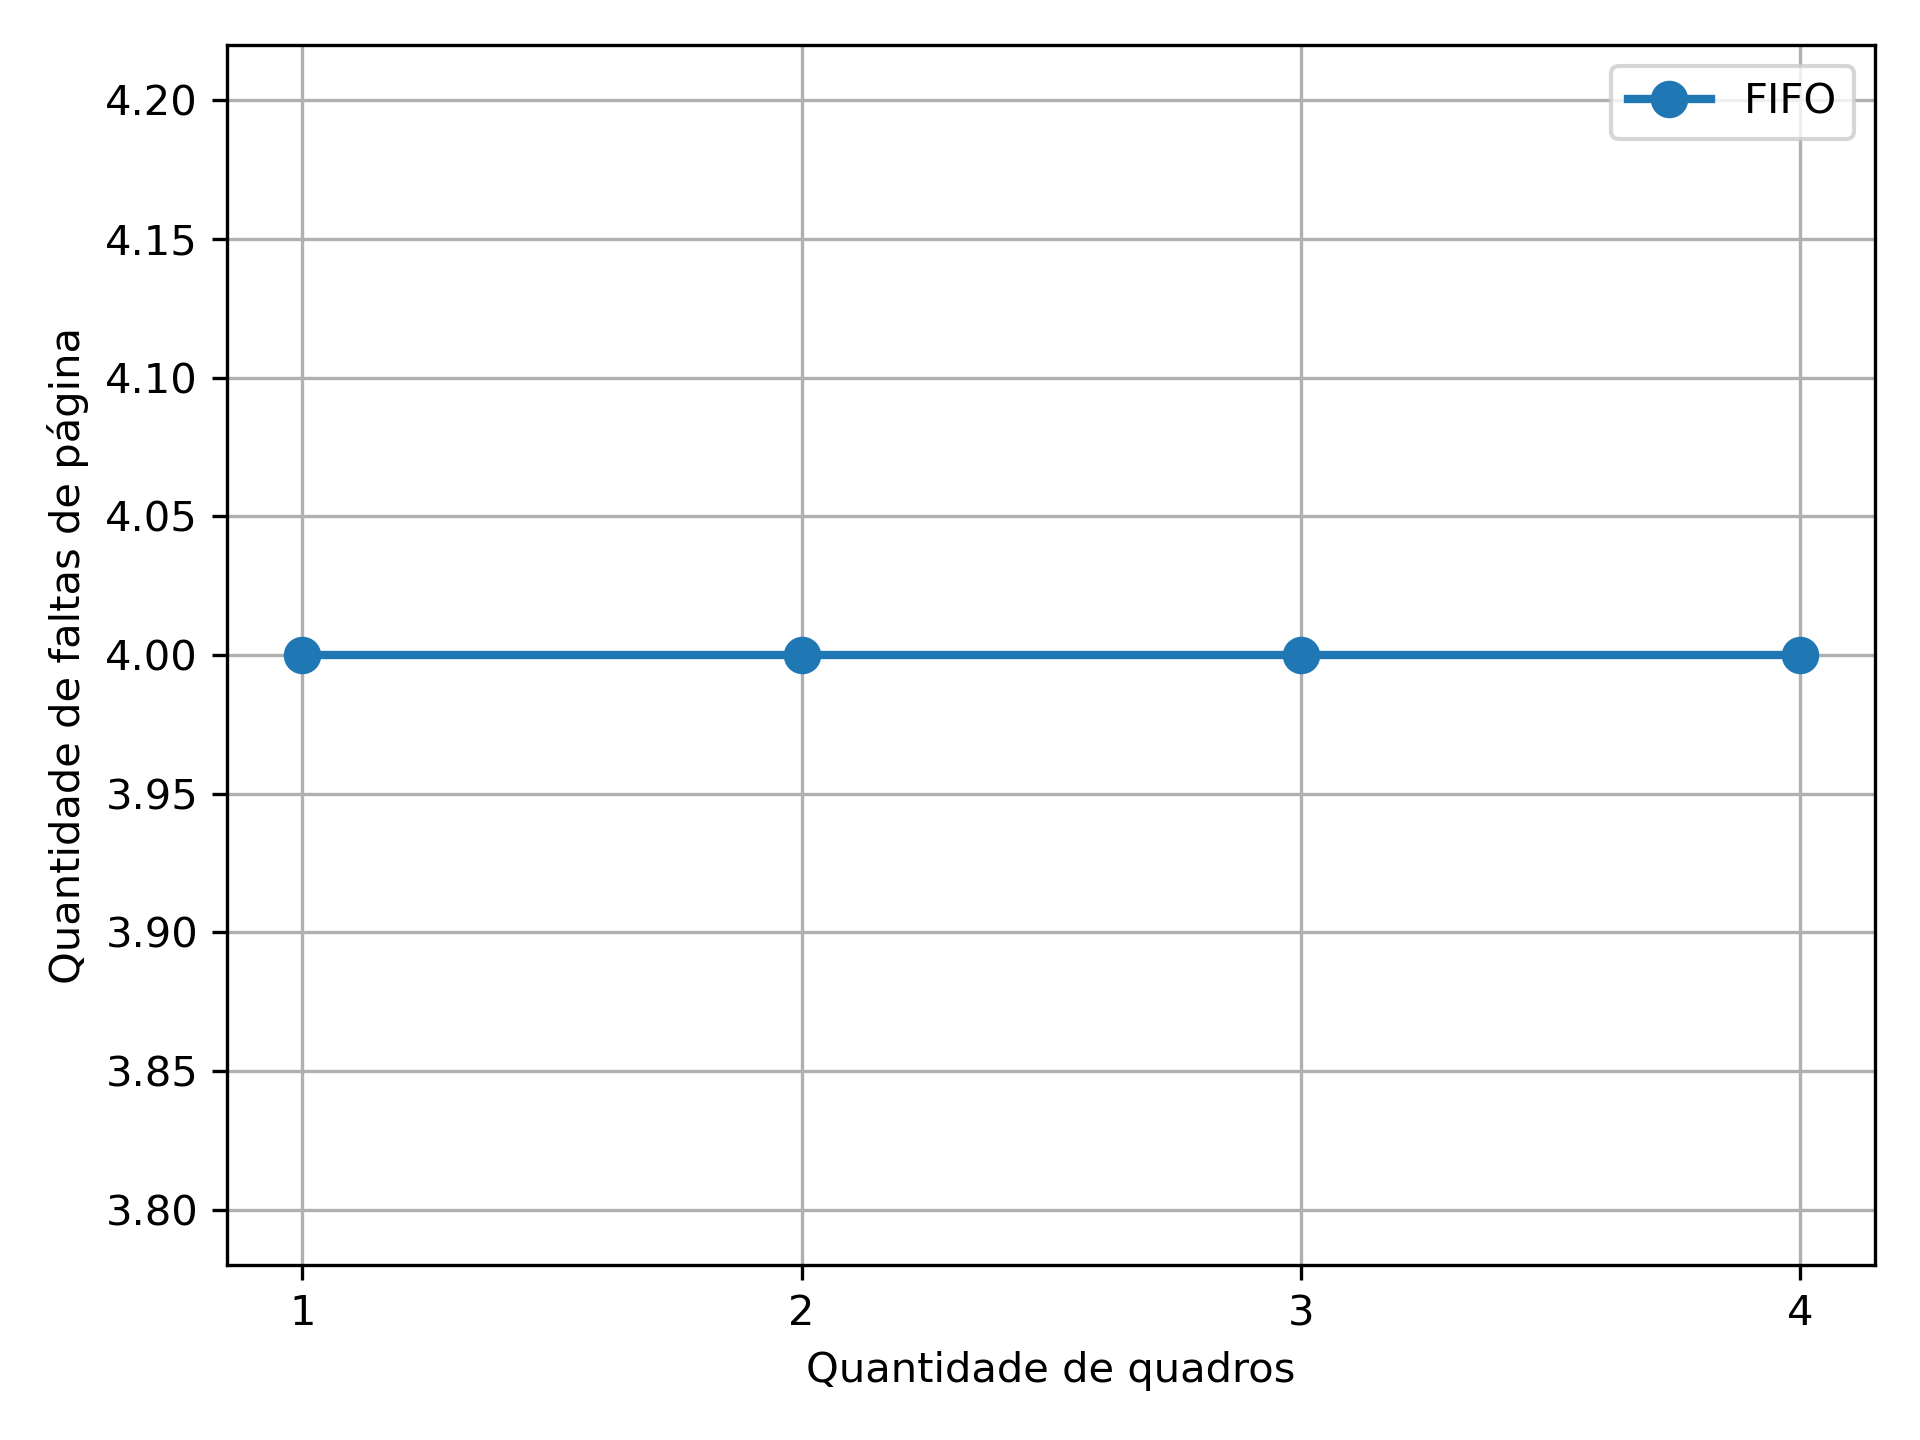 FIFO
4.20
4.15
4.10
4.05
4.00
3.95
3.90
3.85
3.80
Quantidade de faltas de página
1 2 3 4
Quantidade de quadros